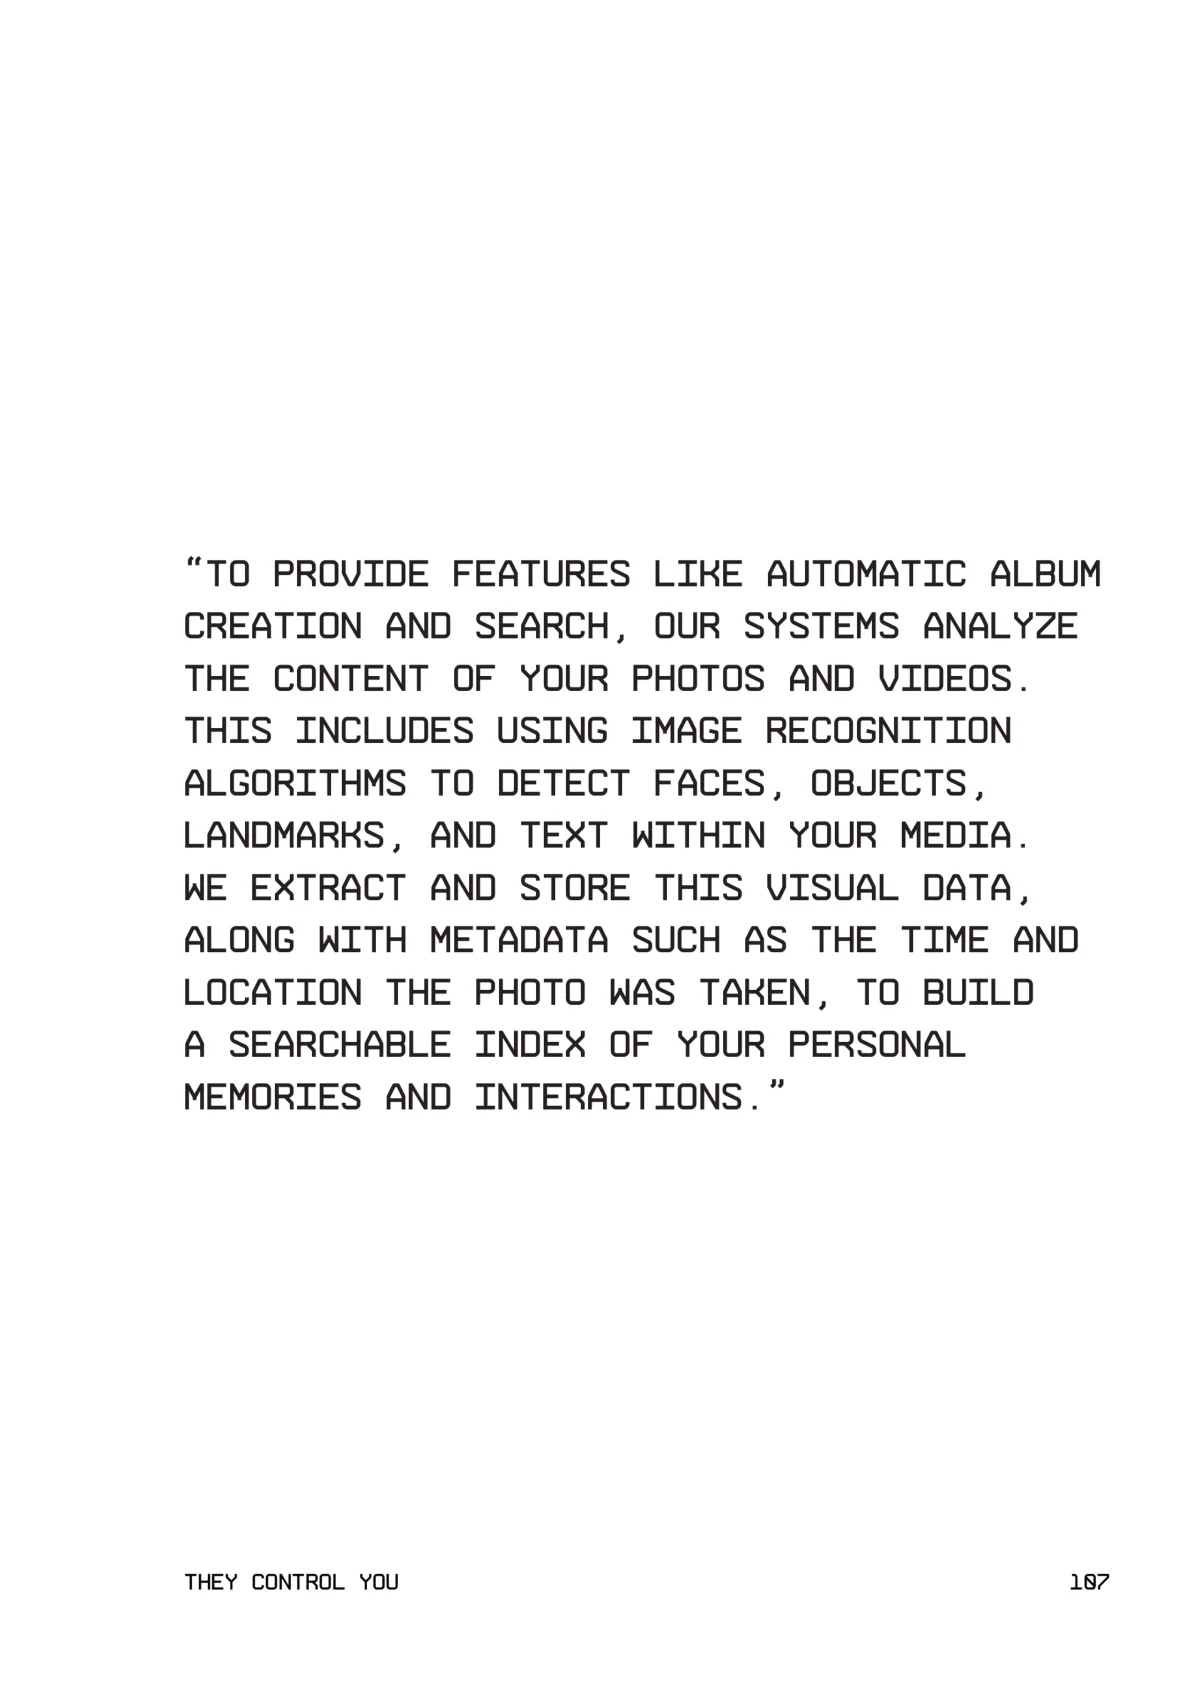 “TO PROVIDE FEATURES LIKE AUTOMATIC ALBUM
CREATION AND SEARCH, OUR SYSTEMS ANALYZE
THE CONTENT OF YOUR PHOTOS AND VIDEOS.
THIS INCLUDES USING IMAGE RECOGNITION
ALGORITHMS TO DETECT FACES, OBJECTS,
LANDMARKS, AND TEXT WITHIN YOUR MEDIA.
WE EXTRACT AND STORE THIS VISUAL DATA,
ALONG WITH METADATA SUCH AS THE TIME AND
LOCATION THE PHOTO WAS TAKEN, TO BUILD
A SEARCHABLE INDEX OF YOUR PERSONAL
MEMORIES AND INTERACTIONS.”
THEY CONTROL YOU 107